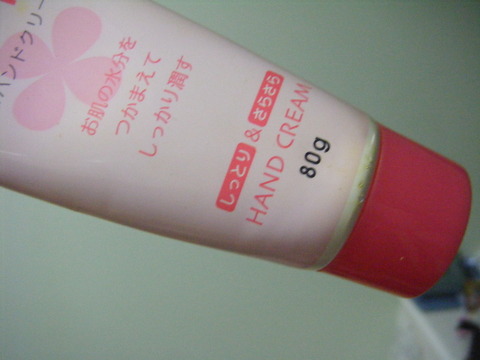 ハンドクリー
お肌の水分を
つかまえて
しっかり潤す
しっとり & さらさら
HAND CREAM
80g